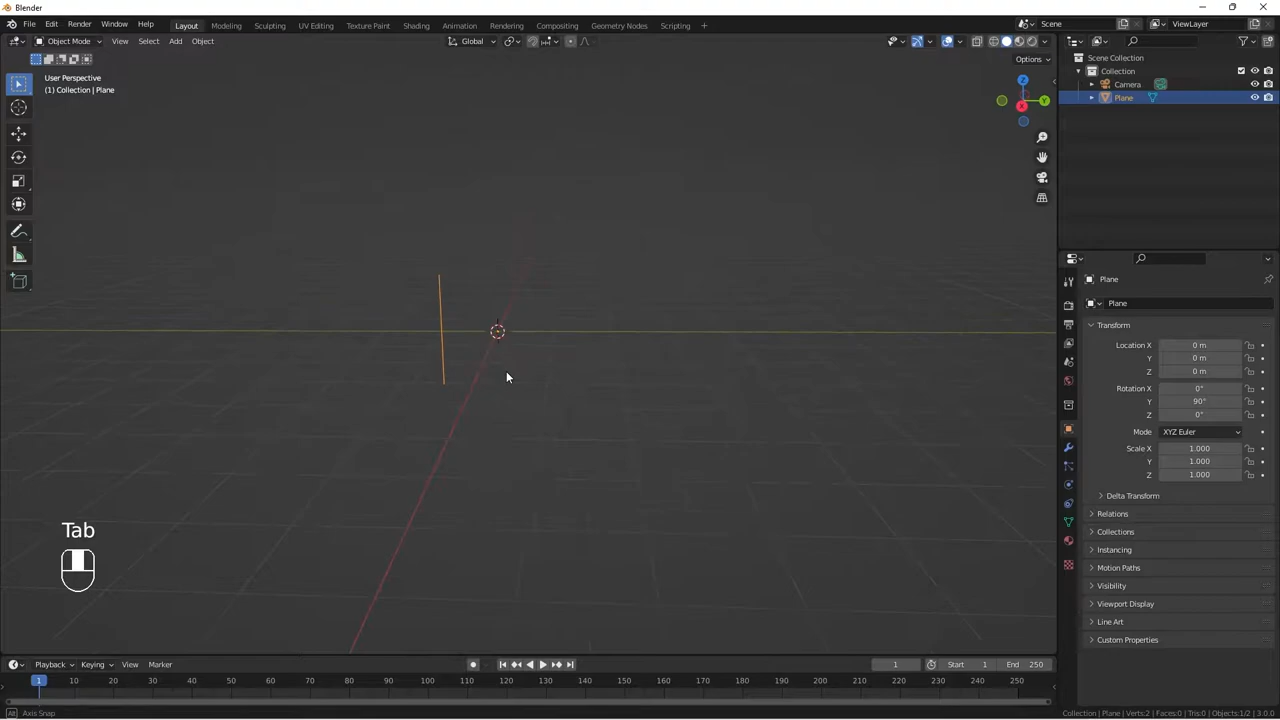 Blender
File Edit Render Window Help Layout Modeling Sculpting UV Editing Texture Paint Shading Animation Rendering Compositing Geometry Nodes Scripting + Scene ViewLayer
Object Mode View Select Add Object Global
Options
User Perspective
(1) Collection | Plane
Z
Y
X
Scene Collection
Collection
Camera
Plane
Plane
Plane
Transform
Location X 0 m
Y 0 m
Z 0 m
Rotation X 0°
Y 90°
Z 0°
Mode XYZ Euler
Scale X 1.000
Y 1.000
Z 1.000
Delta Transform
Relations
Collections
Instancing
Motion Paths
Visibility
Viewport Display
Line Art
Custom Properties
Tab
Playback Keying View Marker 1 Start 1 End 250
1 10 20 30 40 50 60 70 80 90 100 110 120 130 140 150 160 170 180 190 200 210 220 230 240 250
Alt Axis Snap Collection | Plane | Verts:2 | Faces:0 | Tris:0 | Objects:1/2 | 3.0.0